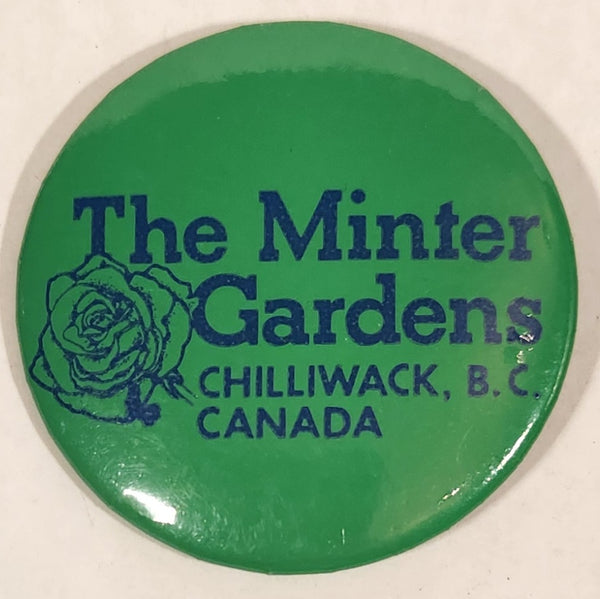 The Minter
Gardens
CHILLIWACK, B.C.
CANADA